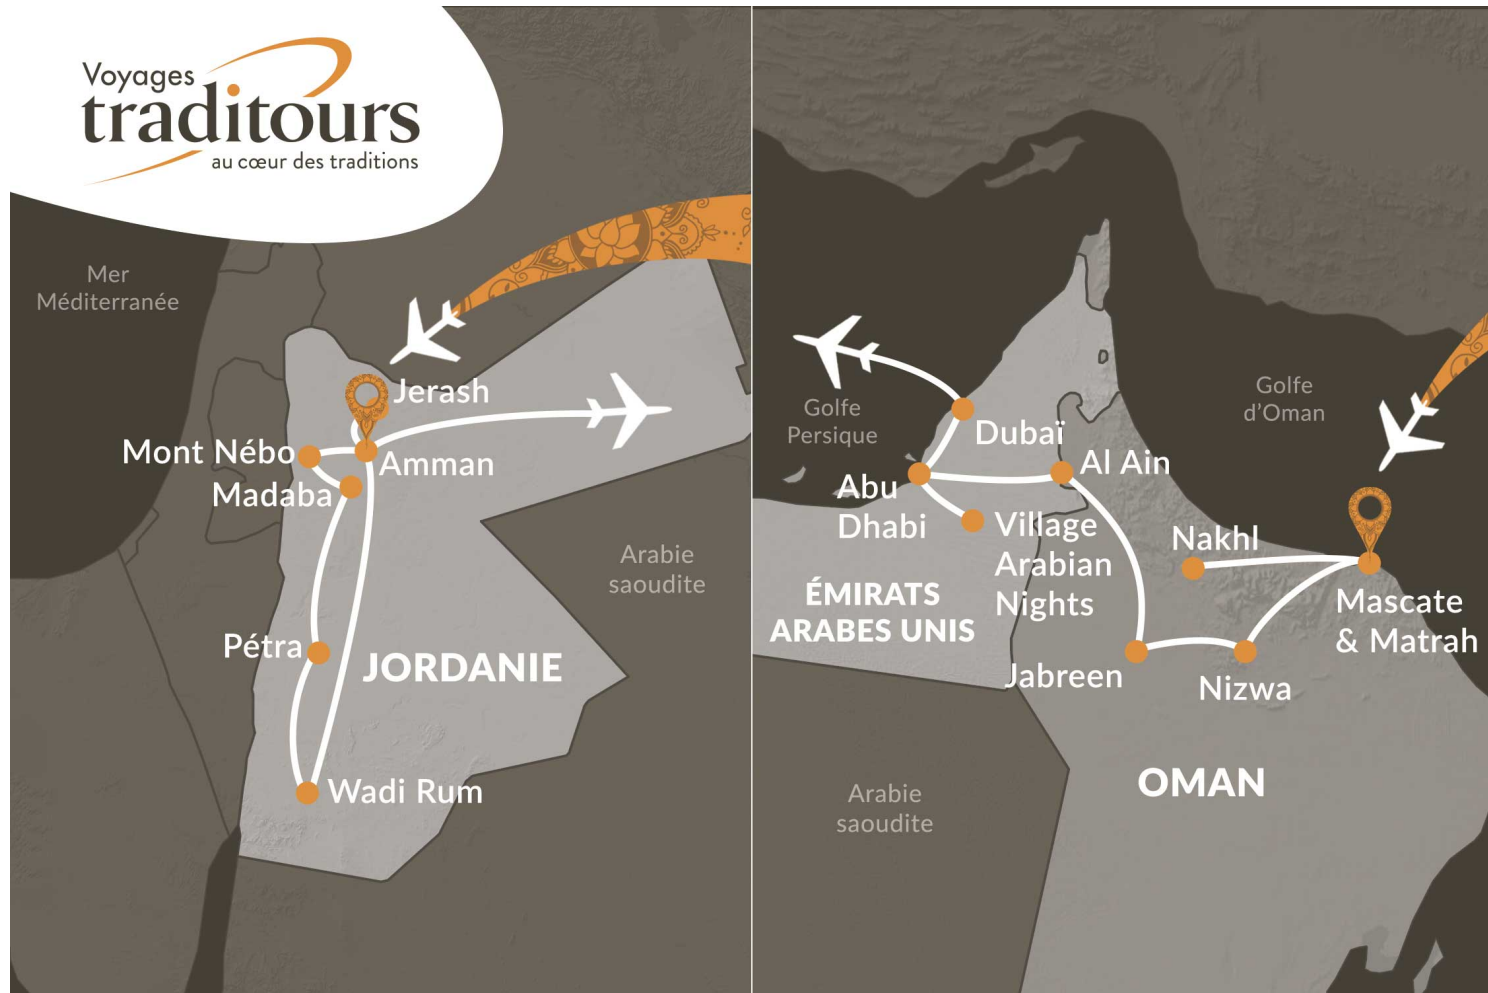 Voyages
traditours
au cœur des traditions
Mer
Méditerranée
Jerash
Mont Nébo
Amman
Madaba
Arabie
saoudite
Pétra
JORDANIE
Wadi Rum
Golfe
Persique
Golfe
d'Oman
Dubaï
Al Ain
Abu
Dhabi
Village
Arabian
Nights
Nakhl
ÉMIRATS
ARABES UNIS
Mascate
& Matrah
Jabreen
Nizwa
OMAN
Arabie
saoudite